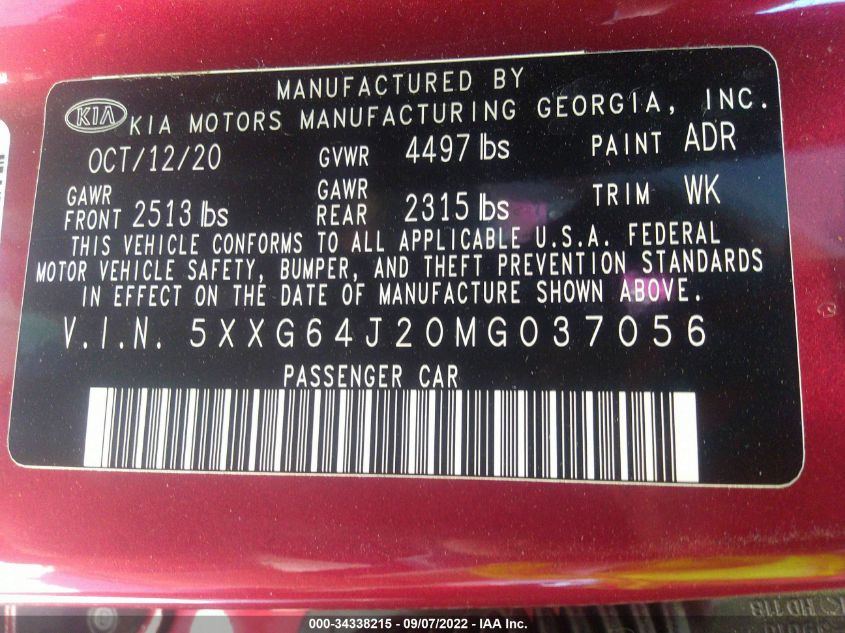 MANUFACTURED BY
KIA KIA MOTORS MANUFACTURING GEORGIA, INC.
OCT/12/20 GVWR 4497 lbs PAINT ADR
GAWR FRONT 2513 lbs GAWR REAR 2315 lbs TRIM WK
THIS VEHICLE CONFORMS TO ALL APPLICABLE U.S.A. FEDERAL
MOTOR VEHICLE SAFETY, BUMPER, AND THEFT PREVENTION STANDARDS
IN EFFECT ON THE DATE OF MANUFACTURE SHOWN ABOVE.
V.I.N. 5XXG64J20MG037056
PASSENGER CAR
000-34338215 - 09/07/2022 - IAA Inc.